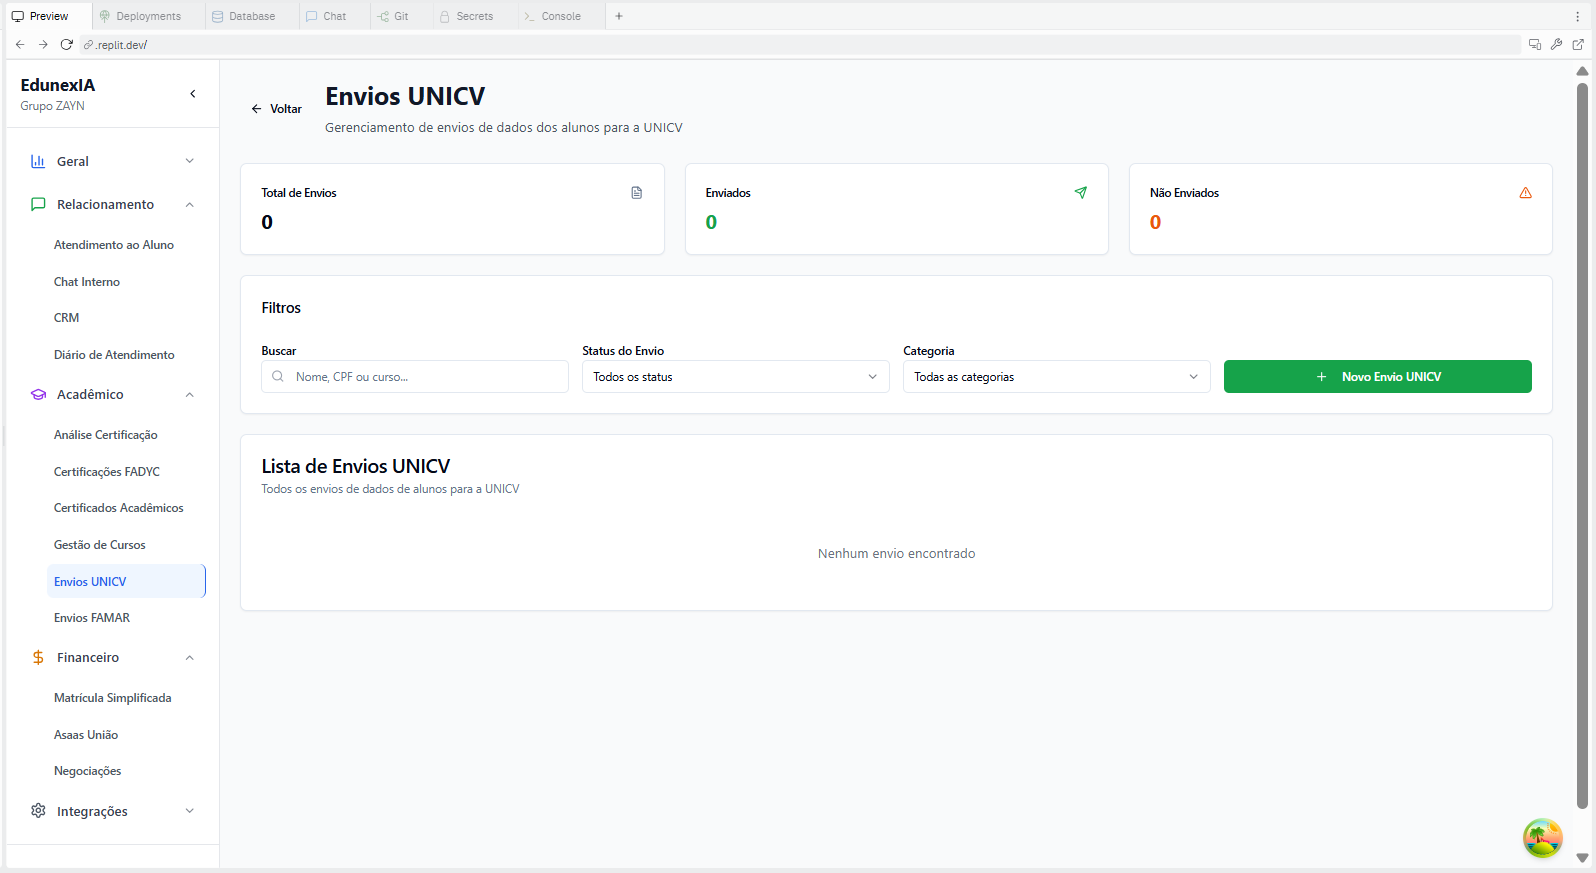 Preview
Deployments
Database
Chat
Git
Secrets
Console
.replit.dev/
EdunexIA
Grupo ZAYN
Geral
Relacionamento
Atendimento ao Aluno
Chat Interno
CRM
Diário de Atendimento
Acadêmico
Análise Certificação
Certificações FADYC
Certificados Acadêmicos
Gestão de Cursos
Envios UNICV
Envios FAMAR
Financeiro
Matrícula Simplificada
Asaas União
Negociações
Integrações
Voltar
Envios UNICV
Gerenciamento de envios de dados dos alunos para a UNICV
Total de Envios
0
Enviados
0
Não Enviados
0
Filtros
Buscar
Nome, CPF ou curso...
Status do Envio
Todos os status
Categoria
Todas as categorias
Novo Envio UNICV
Lista de Envios UNICV
Todos os envios de dados de alunos para a UNICV
Nenhum envio encontrado